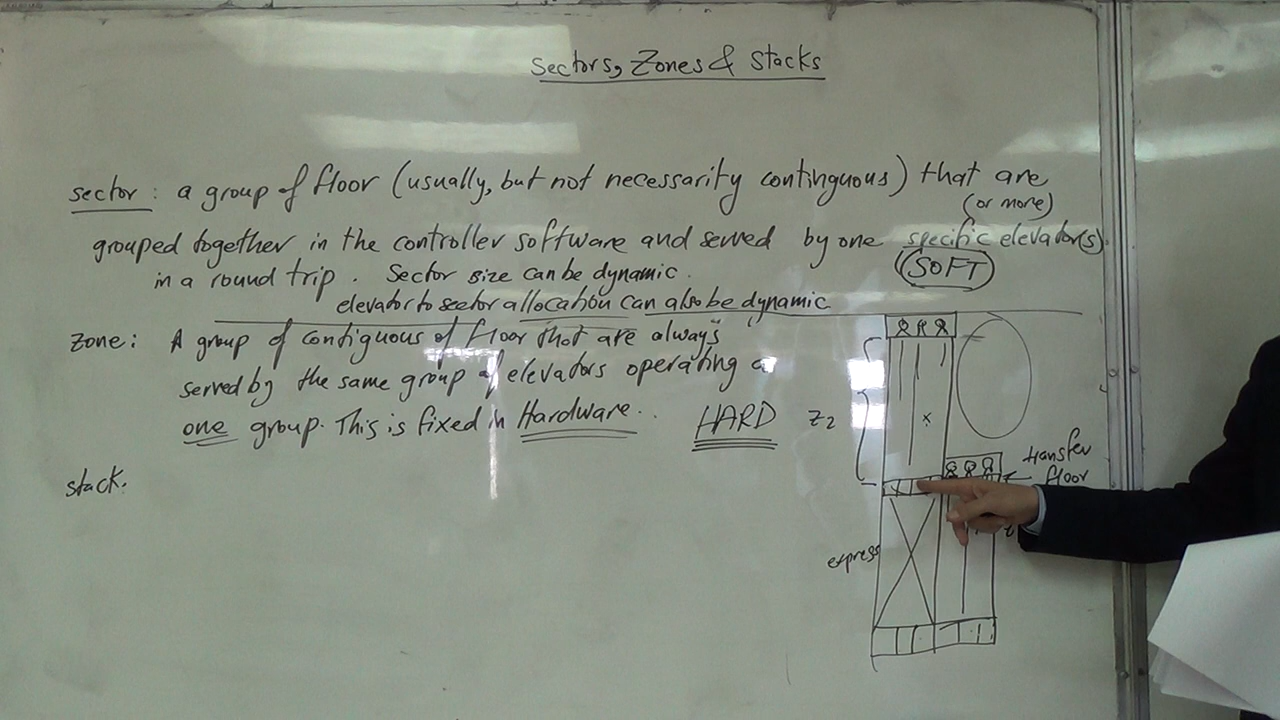 Sectors, Zones & Stacks
sector: a group of floor (usually, but not necessarity continguous) that are
(or more)
grouped together in the controller software and served by one specific elevator(s)
in a round trip. Sector size can be dynamic.
(SOFT)
elevator to sector allocation can also be dynamic
Zone: A group of contiguous of floor that are always
served by the same group of elevators operating a
one group. This is fixed in Hardware..
HARD
Z2
x
transfer
floor
stack.
express